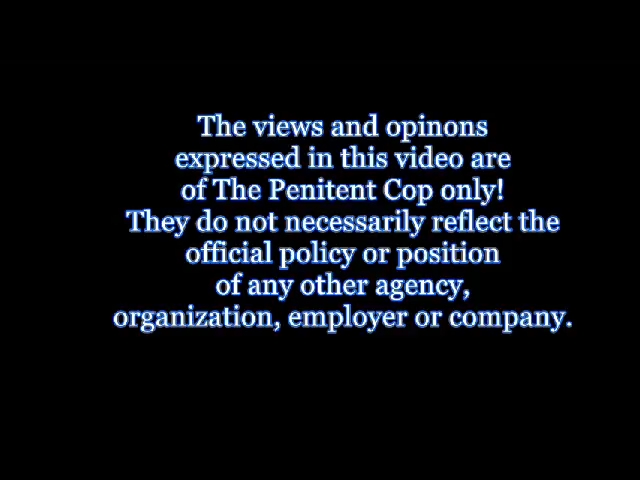 The views and opinons
expressed in this video are
of The Penitent Cop only!
They do not necessarily reflect the
official policy or position
of any other agency,
organization, employer or company.